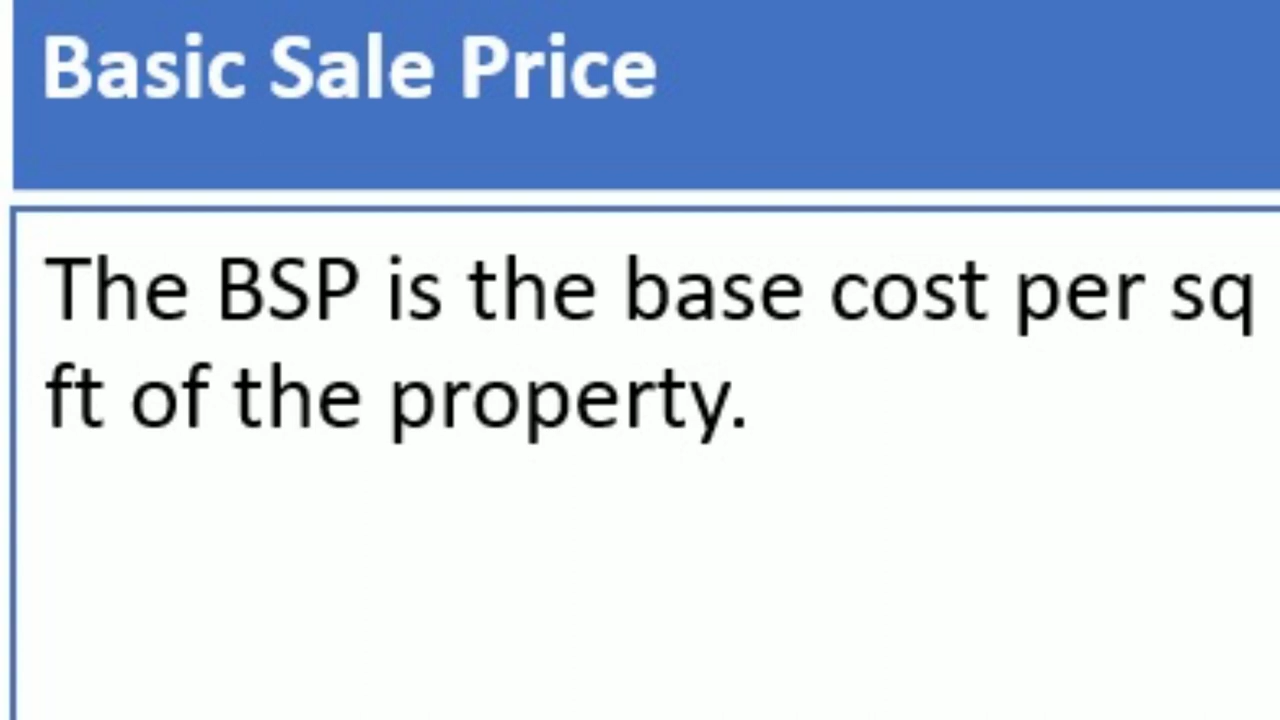 Basic Sale Price
The BSP is the base cost per sq
ft of the property.